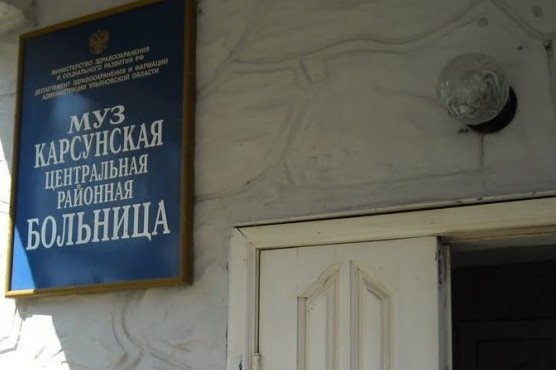 МИНИСТЕРСТВО ЗДРАВООХРАНЕНИЯ
И СОЦИАЛЬНОГО РАЗВИТИЯ РФ
ДЕПАРТАМЕНТ ЗДРАВООХРАНЕНИЯ И ФАРМАЦИИ
АДМИНИСТРАЦИИ УЛЬЯНОВСКОЙ ОБЛАСТИ
МУЗ
КАРСУНСКАЯ
ЦЕНТРАЛЬНАЯ
РАЙОННАЯ
БОЛЬНИЦА